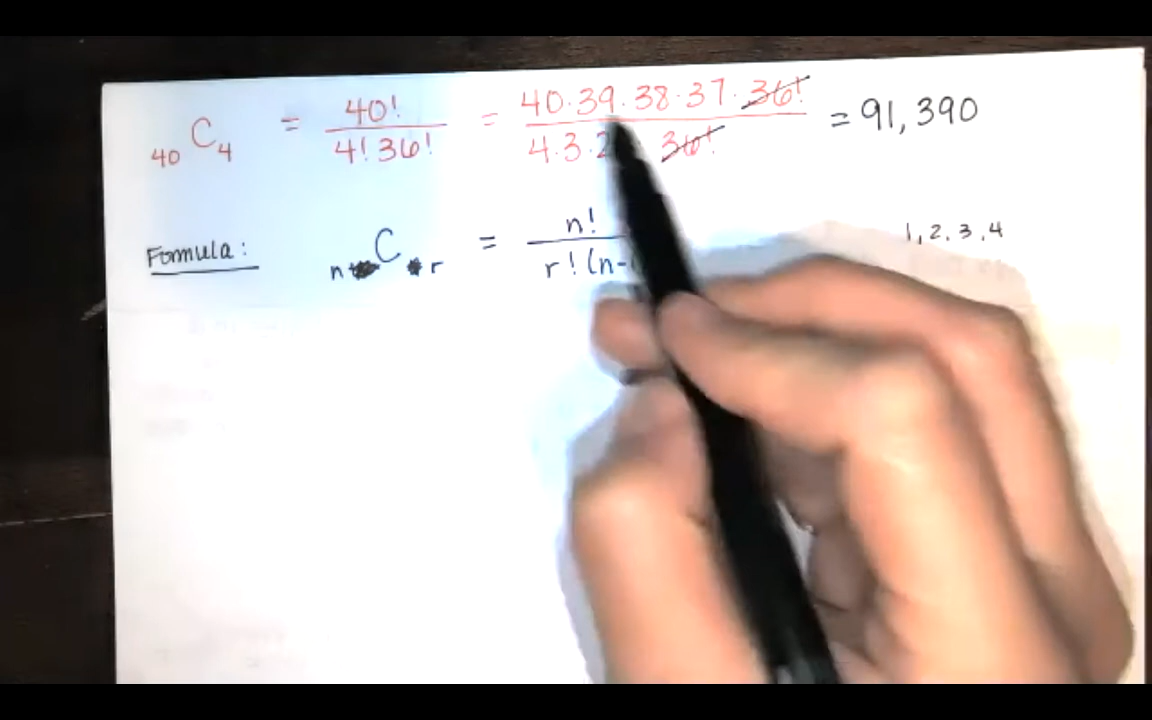 ₄₀C₄ = 40! / 4! 36! = 40·39·38·37·36! / 4·3·2 36! = 91,390
Formula: nCr = n! / r! (n-
1, 2, 3, 4